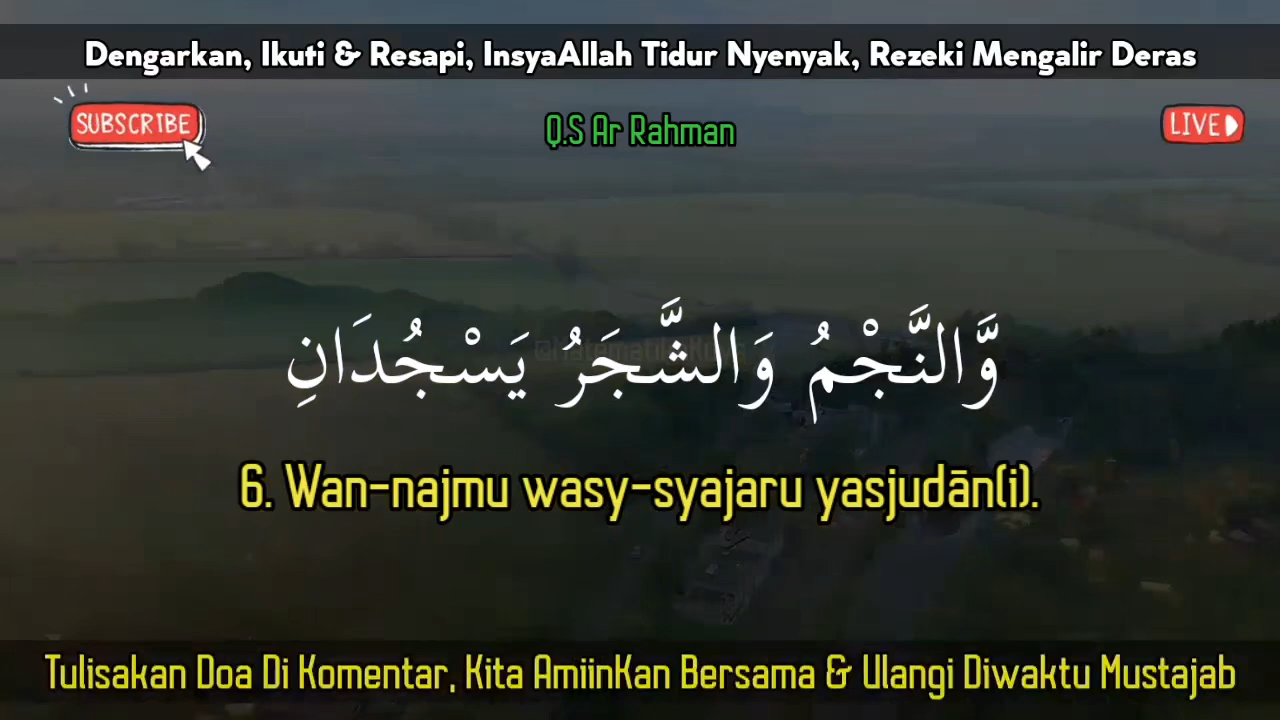 Dengarkan, Ikuti & Resapi, InsyaAllah Tidur Nyenyak, Rezeki Mengalir Deras
SUBSCRIBE
Q.S Ar Rahman
LIVE
وَّالنَّجْمُ وَالشَّجَرُ يَسْجُدَانِ
6. Wan-najmu wasy-syajaru yasjudān(i).
Tulisakan Doa Di Komentar, Kita AmiinKan Bersama & Ulangi Diwaktu Mustajab